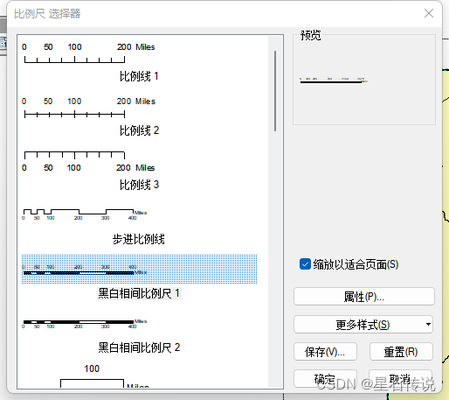 比例尺 选择器
0 50 100 200 Miles
比例线 1
0 50 100 200 Miles
比例线 2
0 50 100 200 Miles
比例线 3
0 50 100 200 300 400 Miles
步进比例线
0 50 100 200 300 400 Miles
黑白相间比例尺 1
0 50 100 200 300 400 Miles
黑白相间比例尺 2
100
Miles
预览
缩放以适合页面(S)
属性(P)...
更多样式(S)
保存(V)...
重置(R)
确定
取消
CSDN @星石传说